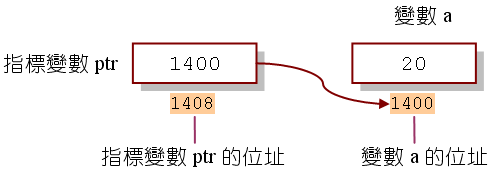 變數 a
指標變數 ptr
1400
20
1408
1400
指標變數 ptr 的位址
變數 a 的位址